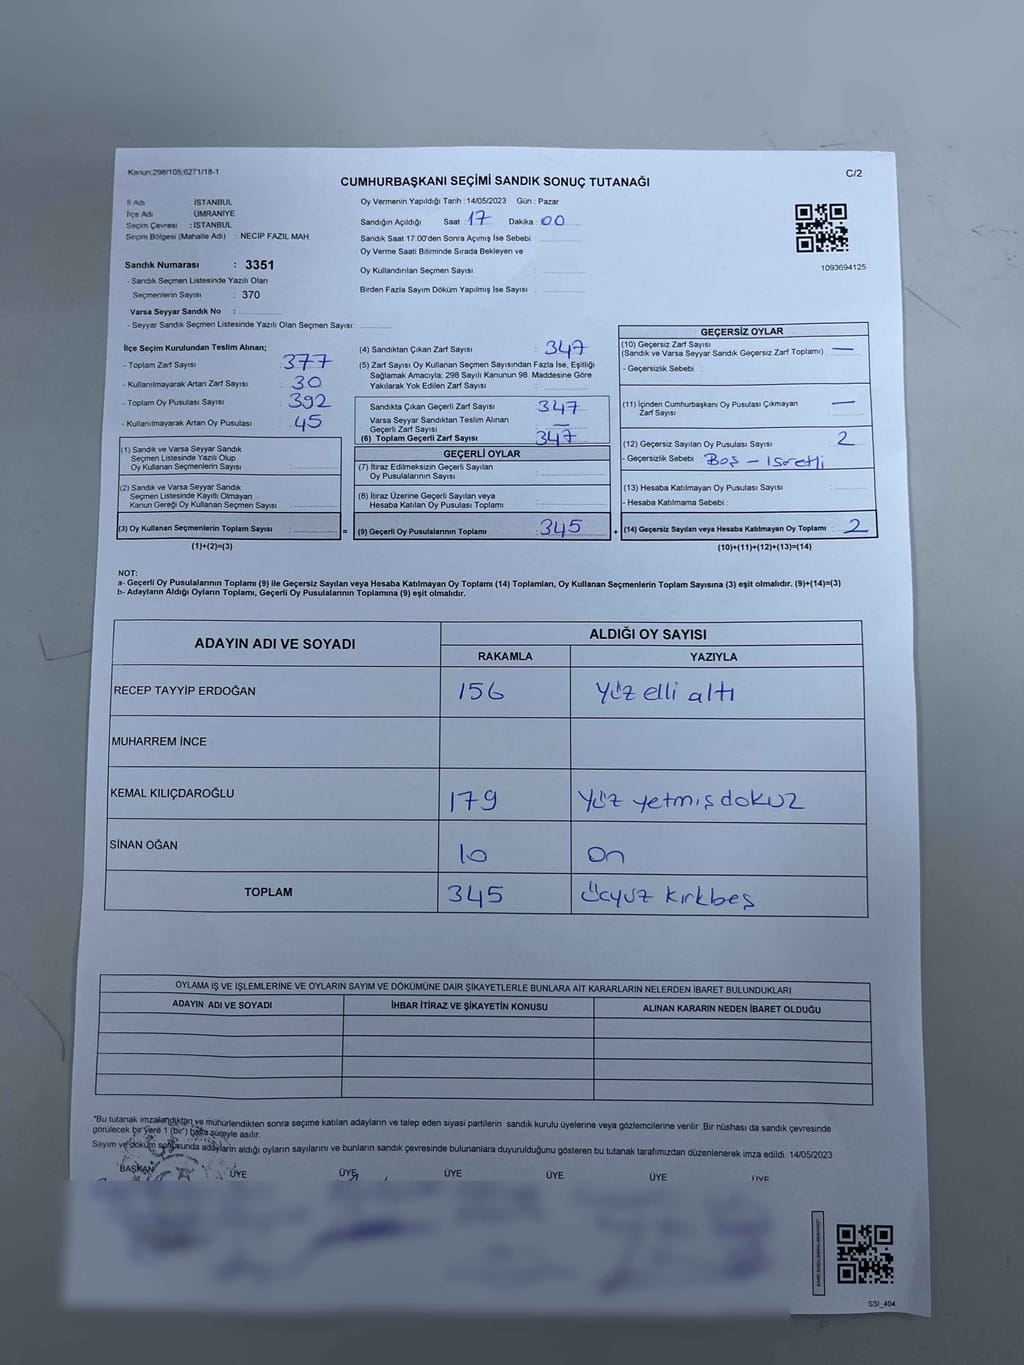 Kanun:298/105;6271/18-1
C/2
CUMHURBAŞKANI SEÇİMİ SANDIK SONUÇ TUTANAĞI
İl Adı : İSTANBUL
İlçe Adı : ÜMRANİYE
Seçim Çevresi : İSTANBUL
Seçim Bölgesi (Mahalle Adı) : NECİP FAZIL MAH.
Sandık Numarası : 3351
- Sandık Seçmen Listesinde Yazılı Olan
Seçmenlerin Sayısı : 370
Varsa Seyyar Sandık No :
- Seyyar Sandık Seçmen Listesinde Yazılı Olan Seçmen Sayısı:
Oy Vermenin Yapıldığı Tarih : 14/05/2023 Gün : Pazar
Sandığın Açıldığı Saat : 17 Dakika : 00
Sandık Saat 17:00'den Sonra Açımış İse Sebebi :
Oy Verme Saati Bitiminde Sırada Bekleyen ve
Oy Kullandırılan Seçmen Sayısı :
Birden Fazla Sayım Döküm Yapılmış İse Sayısı :
1093694125
İlçe Seçim Kurulundan Teslim Alınan;
- Toplam Zarf Sayısı : 377
- Kullanılmayarak Artan Zarf Sayısı : 30
- Toplam Oy Pusulası Sayısı : 392
- Kullanılmayarak Artan Oy Pusulası : 45
(1) Sandık ve Varsa Seyyar Sandık
Seçmen Listesinde Yazılı Olup
Oy Kullanan Seçmenlerin Sayısı :
(2) Sandık ve Varsa Seyyar Sandık
Seçmen Listesinde Kayıtlı Olmayan
Kanun Gereği Oy Kullanan Seçmen Sayısı :
(3) Oy Kullanan Seçmenlerin Toplam Sayısı :
(1)+(2)=(3)
(4) Sandıktan Çıkan Zarf Sayısı : 347
(5) Zarf Sayısı Oy Kullanan Seçmen Sayısından Fazla İse, Eşitliği
Sağlamak Amacıyla, 298 Sayılı Kanunun 98. Maddesine Göre
Yakılarak Yok Edilen Zarf Sayısı :
Sandıkta Çıkan Geçerli Zarf Sayısı : 347
Varsa Seyyar Sandıktan Teslim Alınan
Geçerli Zarf Sayısı : —
(6) Toplam Geçerli Zarf Sayısı : 347
GEÇERLİ OYLAR
(7) İtiraz Edilmeksizin Geçerli Sayılan
Oy Pusulalarının Sayısı :
(8) İtiraz Üzerine Geçerli Sayılan veya
Hesaba Katılan Oy Pusulası Toplamı :
= (9) Geçerli Oy Pusulalarının Toplamı : 345
GEÇERSİZ OYLAR
(10) Geçersiz Zarf Sayısı
(Sandık ve Varsa Seyyar Sandık Geçersiz Zarf Toplamı) : —
- Geçersizlik Sebebi :
(11) İçinden Cumhurbaşkanı Oy Pusulası Çıkmayan
Zarf Sayısı : —
(12) Geçersiz Sayılan Oy Pusulası Sayısı : 2
- Geçersizlik Sebebi : Boş - Isretli
(13) Hesaba Katılmayan Oy Pusulası Sayısı :
- Hesaba Katılmama Sebebi :
+ (14) Geçersiz Sayılan veya Hesaba Katılmayan Oy Toplamı : 2
(10)+(11)+(12)+(13)=(14)
NOT:
a- Geçerli Oy Pusulalarının Toplamı (9) ile Geçersiz Sayılan veya Hesaba Katılmayan Oy Toplamı (14) Toplamları, Oy Kullanan Seçmenlerin Toplam Sayısına (3) eşit olmalıdır. (9)+(14)=(3)
b- Adayların Aldığı Oyların Toplamı, Geçerli Oy Pusulalarının Toplamına (9) eşit olmalıdır.
ADAYIN ADI VE SOYADI
ALDIĞI OY SAYISI
RAKAMLA YAZIYLA
RECEP TAYYİP ERDOĞAN 156 Yüz elli altı
MUHARREM İNCE
KEMAL KILIÇDAROĞLU 179 Yüz yetmiş dokuz
SİNAN OĞAN 10 On
TOPLAM 345 Üçyüz kırkbeş
OYLAMA İŞ VE İŞLEMLERİNE VE OYLARIN SAYIM VE DÖKÜMÜNE DAİR ŞİKAYETLERLE BUNLARA AİT KARARLARIN NELERDEN İBARET BULUNDUKLARI
ADAYIN ADI VE SOYADI İHBAR İTİRAZ VE ŞİKAYETİN KONUSU ALINAN KARARIN NEDEN İBARET OLDUĞU
*Bu tutanak imzalandıktan ve mühürlendikten sonra seçime katılan adayların ve talep eden siyasi partilerin sandık kurulu üyelerine veya gözlemcilerine verilir. Bir nüshası da sandık çevresinde
görülecek bir yere 1 (bir) hafta süreyle asılır.
Sayım ve döküm sonucunda adayların aldığı oyların sayılarını ve bunların sandık çevresinde bulunanlara duyurulduğunu gösteren bu tutanak tarafımızdan düzenlenerek imza edildi. 14/05/2023
BAŞKAN ÜYE ÜYE ÜYE ÜYE ÜYE ÜYE
SSI_404